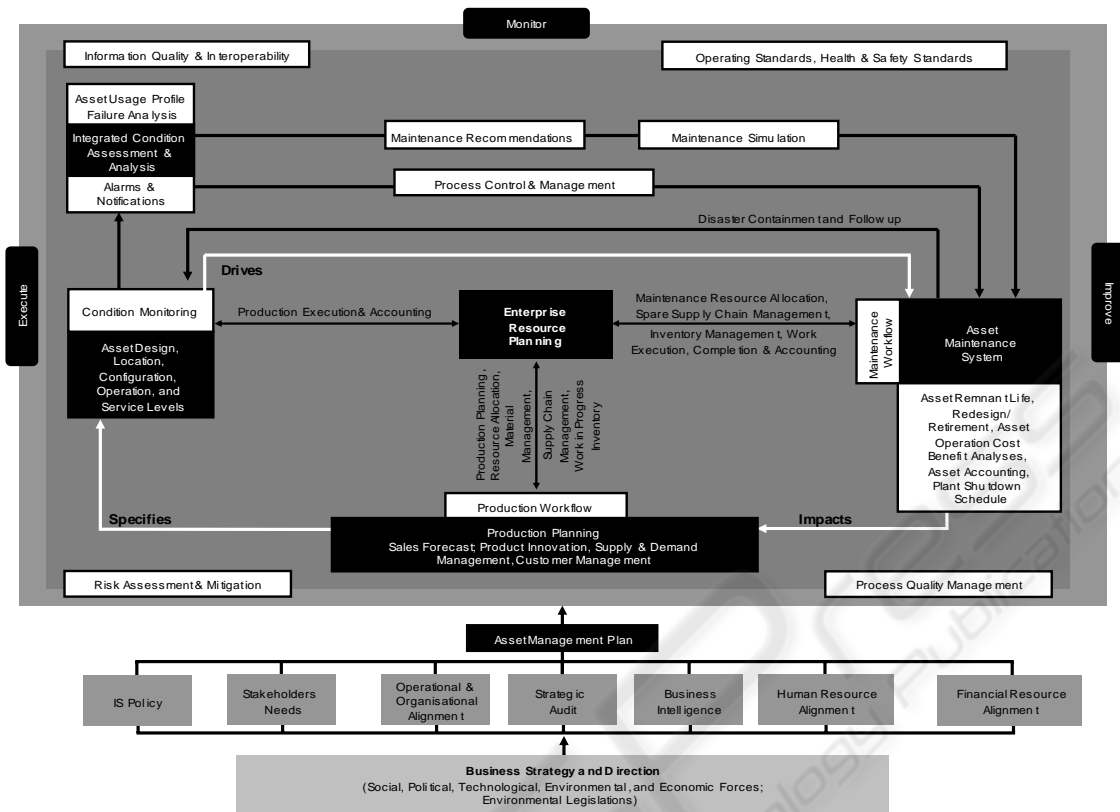 Monitor
Information Quality & Interoperability
Operating Standards, Health & Safety Standards
Asset Usage Profile
Failure Analysis
Integrated Condition
Assessment &
Analysis
Alarms &
Notifications
Maintenance Recommendations
Maintenance Simulation
Process Control & Management
Disaster Containment and Follow up
Execute
Improve
Drives
Condition Monitoring
Production Execution & Accounting
Enterprise
Resource
Planning
Maintenance Resource Allocation,
Spare Supply Chain Management,
Inventory Management, Work
Execution, Completion & Accounting
Maintenance
Workflow
Asset
Maintenance
System
Asset Design,
Location,
Configuration,
Operation, and
Service Levels
Asset Remnant Life,
Redesign/
Retirement, Asset
Operation Cost
Benefit Analyses,
Asset Accounting,
Plant Shutdown
Schedule
Production Planning,
Resource Allocation,
Material
Management,
Supply Chain
Management,
Work in Progress
Inventory
Production Workflow
Specifies
Impacts
Production Planning
Sales Forecast; Product Innovation, Supply & Demand
Management, Customer Management
Risk Assessment & Mitigation
Process Quality Management
Asset Management Plan
IS Policy
Stakeholders
Needs
Operational &
Organisational
Alignment
Strategic
Audit
Business
Intelligence
Human Resource
Alignment
Financial Resource
Alignment
Business Strategy and Direction
(Social, Political, Technological, Environmental, and Economic Forces;
Environmental Legislations)